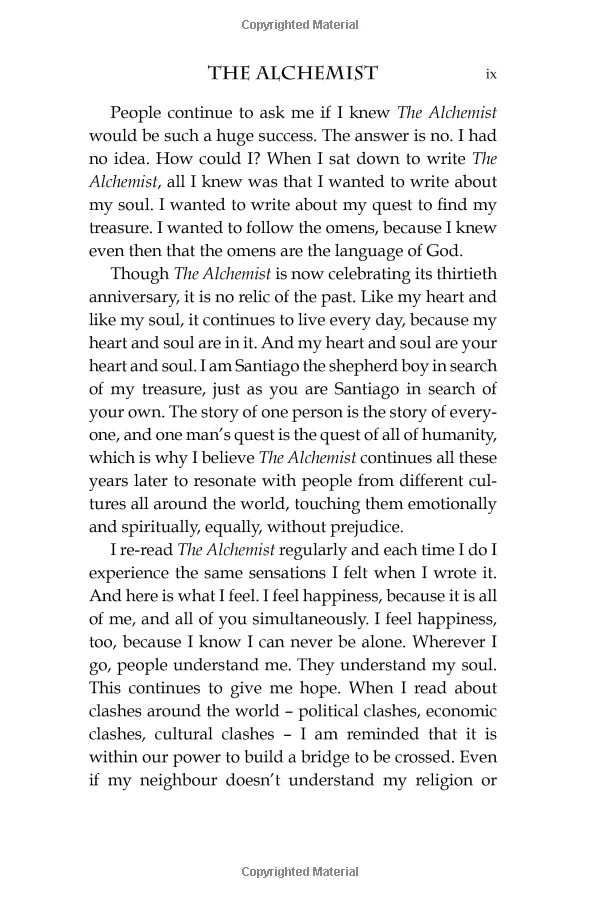 Copyrighted Material
THE ALCHEMIST ix
People continue to ask me if I knew The Alchemist
would be such a huge success. The answer is no. I had
no idea. How could I? When I sat down to write The
Alchemist, all I knew was that I wanted to write about
my soul. I wanted to write about my quest to find my
treasure. I wanted to follow the omens, because I knew
even then that the omens are the language of God.
Though The Alchemist is now celebrating its thirtieth
anniversary, it is no relic of the past. Like my heart and
like my soul, it continues to live every day, because my
heart and soul are in it. And my heart and soul are your
heart and soul. I am Santiago the shepherd boy in search
of my treasure, just as you are Santiago in search of
your own. The story of one person is the story of every-
one, and one man’s quest is the quest of all of humanity,
which is why I believe The Alchemist continues all these
years later to resonate with people from different cul-
tures all around the world, touching them emotionally
and spiritually, equally, without prejudice.
I re-read The Alchemist regularly and each time I do I
experience the same sensations I felt when I wrote it.
And here is what I feel. I feel happiness, because it is all
of me, and all of you simultaneously. I feel happiness,
too, because I know I can never be alone. Wherever I
go, people understand me. They understand my soul.
This continues to give me hope. When I read about
clashes around the world – political clashes, economic
clashes, cultural clashes – I am reminded that it is
within our power to build a bridge to be crossed. Even
if my neighbour doesn’t understand my religion or
Copyrighted Material